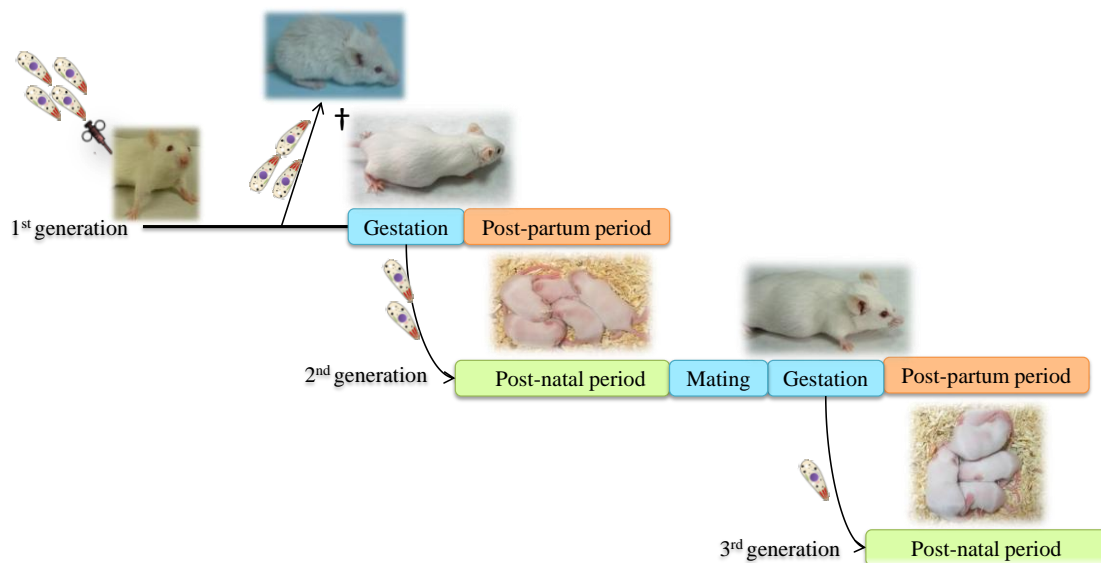 †
1st generation
Gestation
Post-partum period
2nd generation
Post-natal period
Mating
Gestation
Post-partum period
3rd generation
Post-natal period